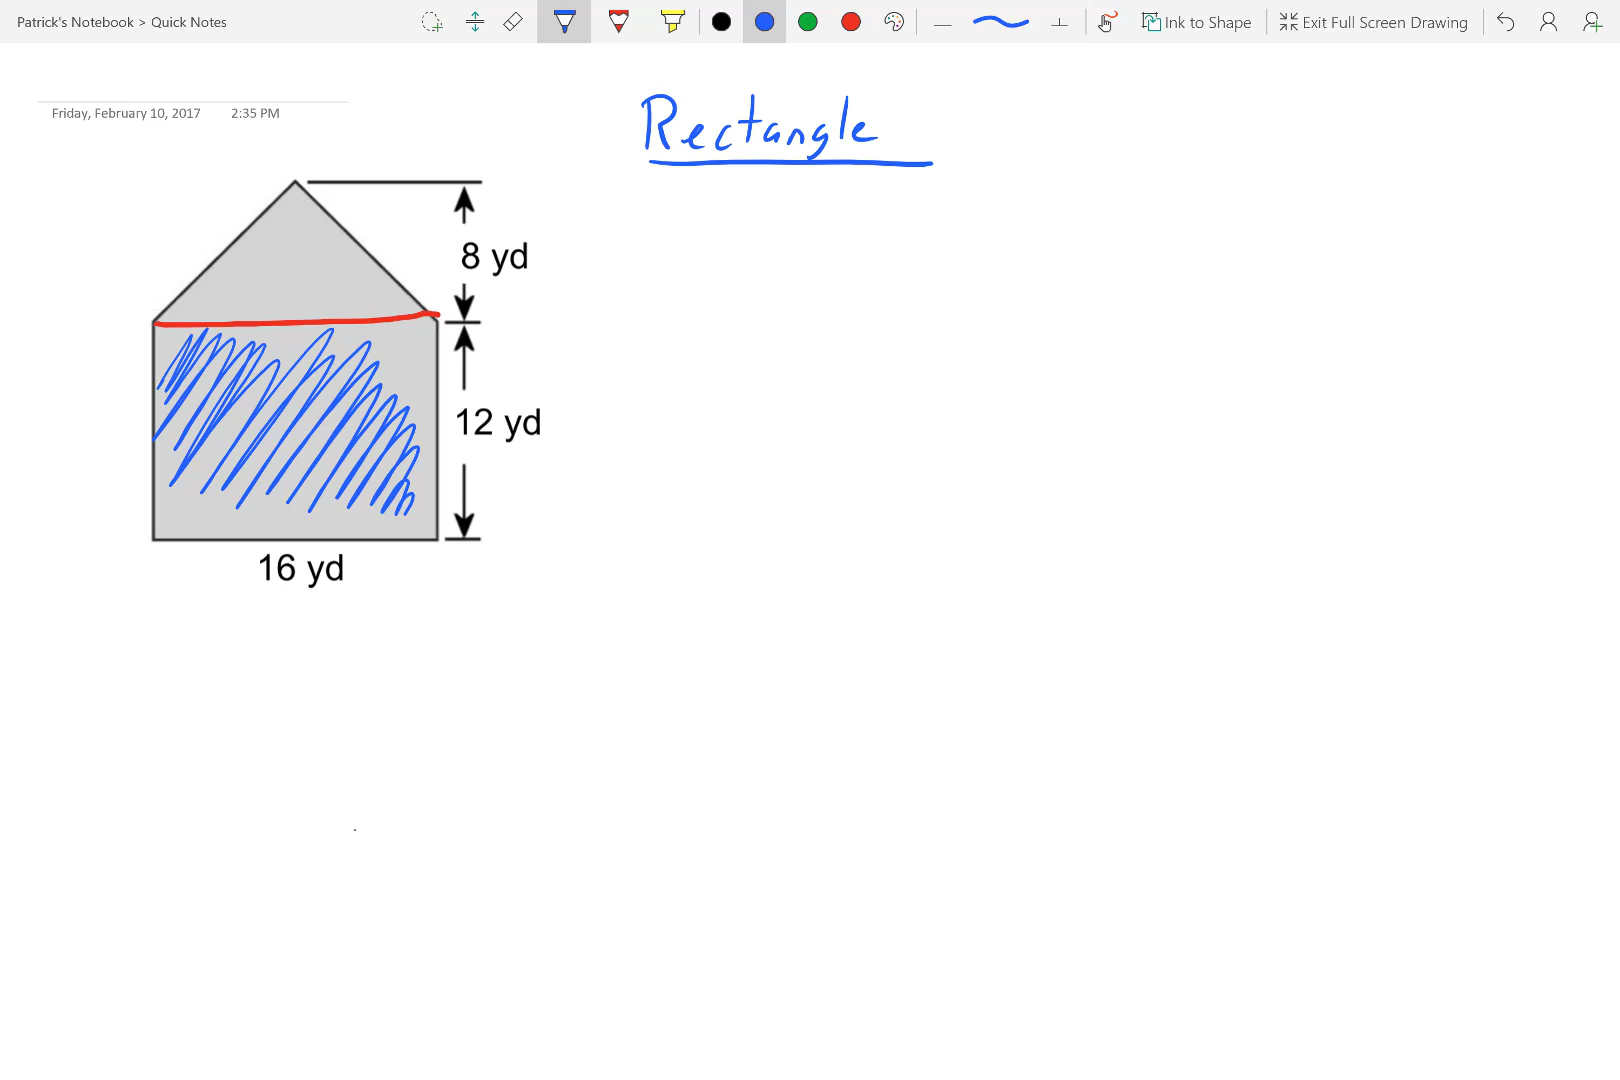 Patrick's Notebook > Quick Notes
Ink to Shape
Exit Full Screen Drawing
Friday, February 10, 2017 2:35 PM
Rectangle
8 yd
12 yd
16 yd